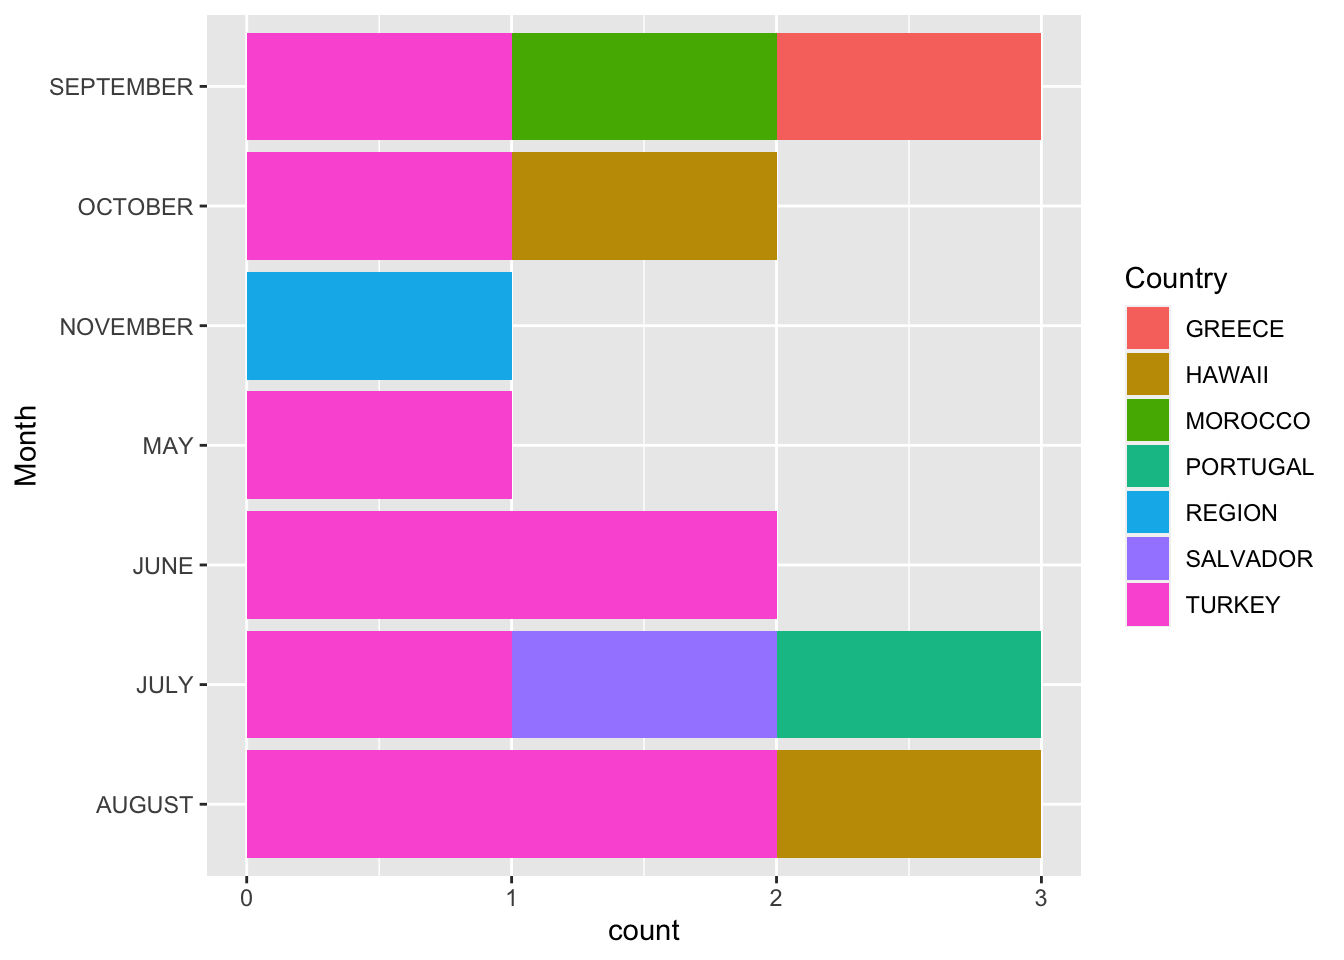 SEPTEMBER
OCTOBER
NOVEMBER
MAY
JUNE
JULY
AUGUST
Month
0 1 2 3
count
Country
GREECE
HAWAII
MOROCCO
PORTUGAL
REGION
SALVADOR
TURKEY